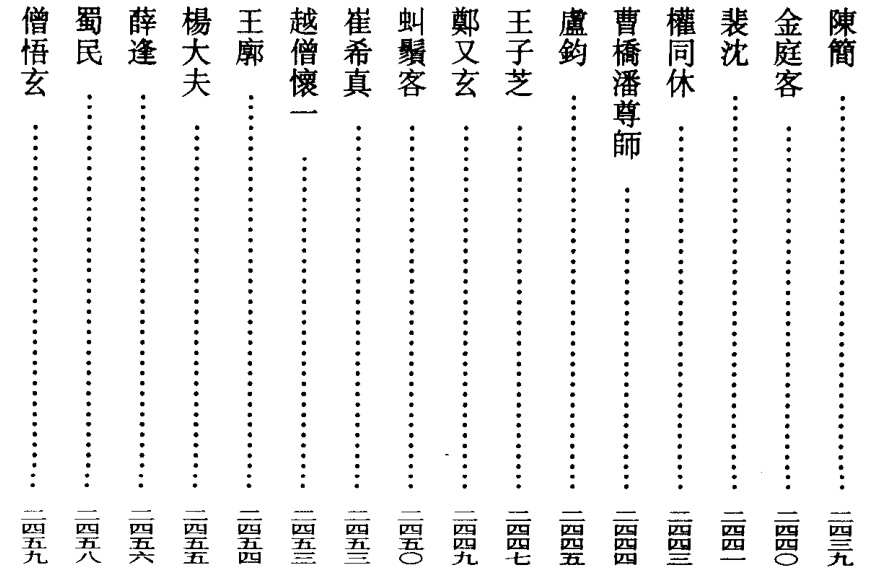 陳簡……二四三九
金庭客……二四四〇
裴沈……二四四一
權同休……二四四三
曹橋潘尊師……二四四四
盧鈞……二四四五
王子芝……二四四七
鄭又玄……二四四九
虬鬚客……二四五〇
崔希真……二四五三
越僧懷一……二四五三
王廓……二四五四
楊大夫……二四五五
薛逢……二四五六
蜀民……二四五八
僧悟玄……二四五九